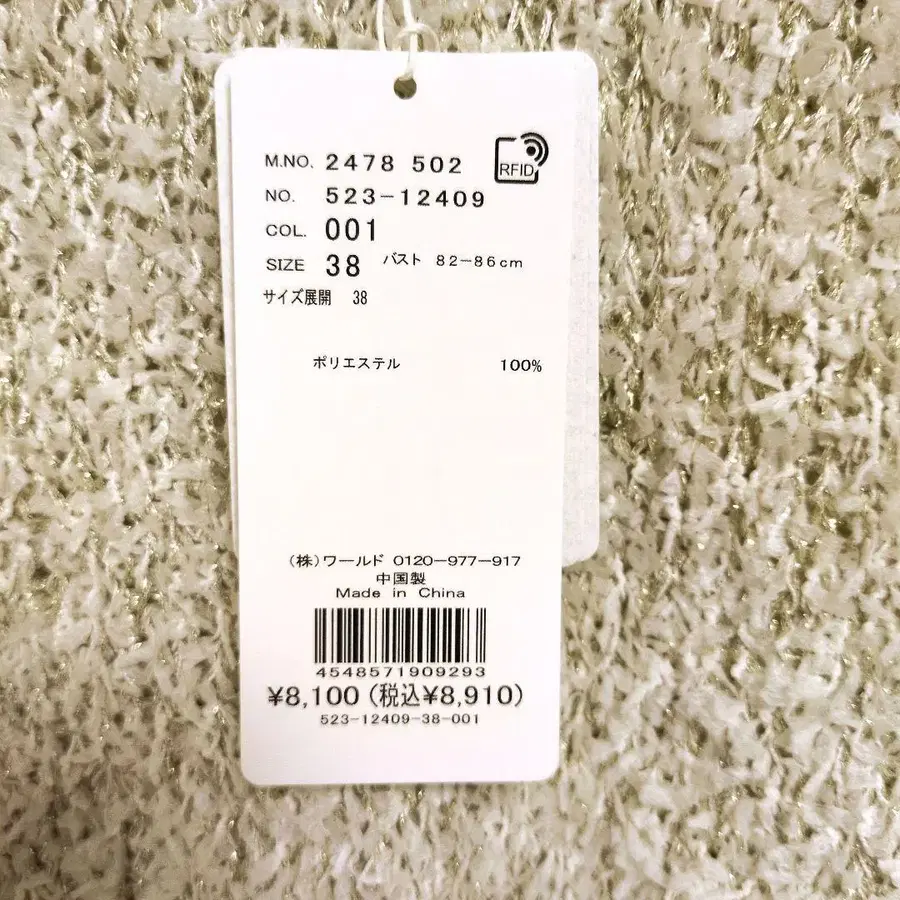 M.NO. 2478 502
RFID
NO. 523-12409
COL. 001
SIZE 38 バスト 82-86cm
サイズ展開 38
ポリエステル 100%
(株)ワールド 0120-977-917
中国製
Made in China
4548571909293
¥8,100(税込¥8,910)
523-12409-38-001